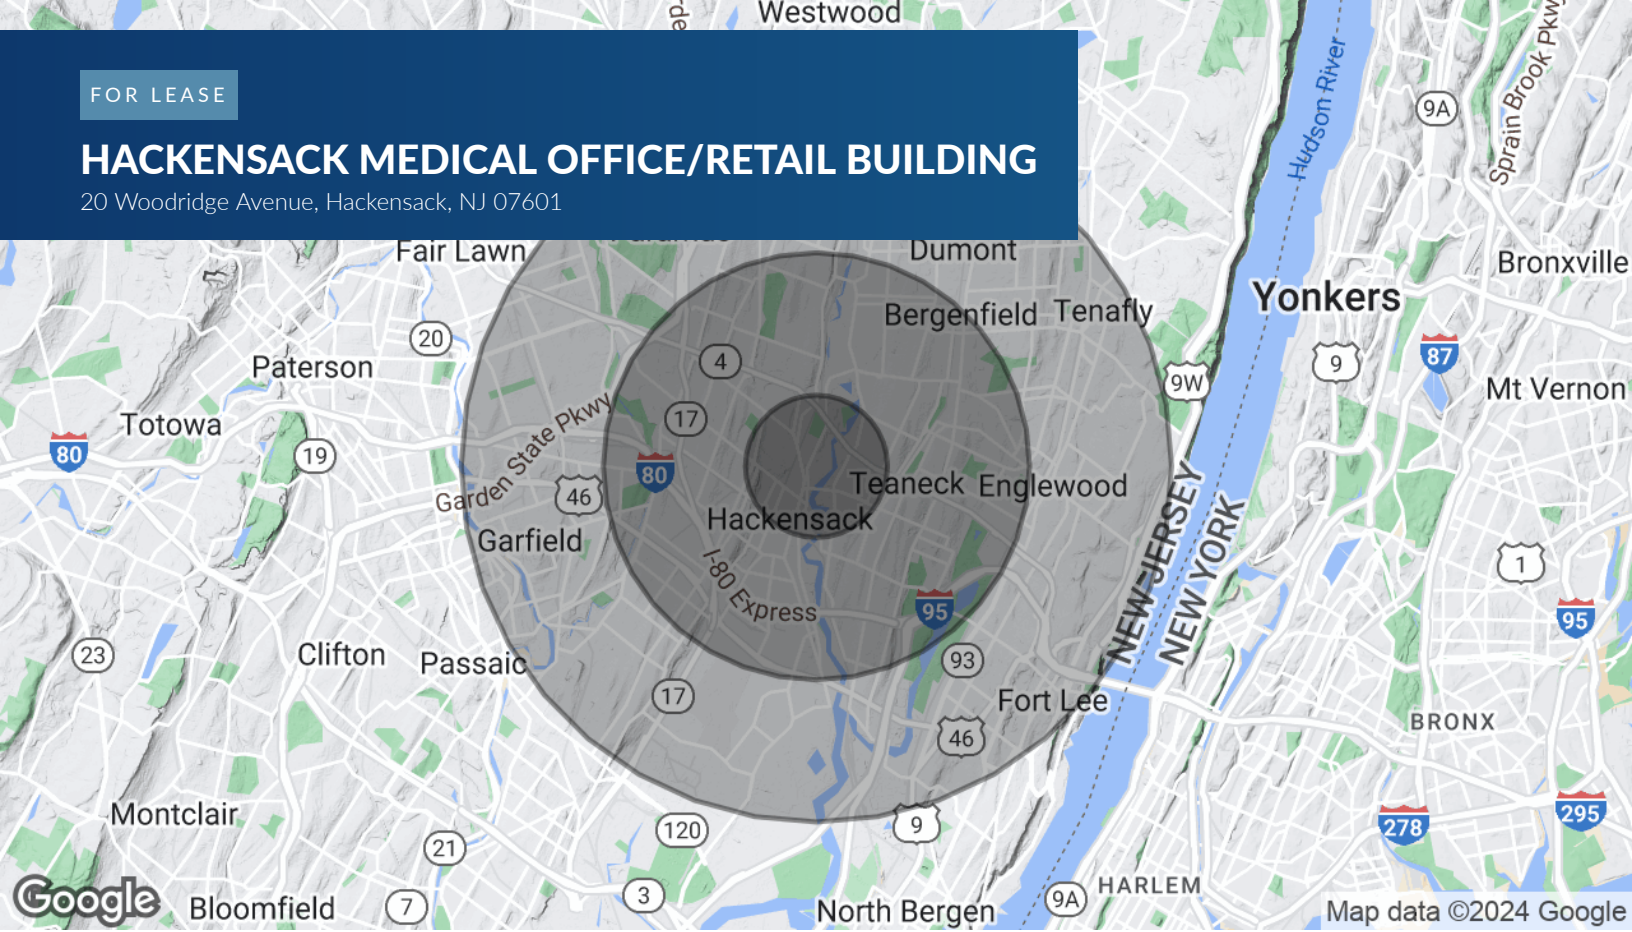 Westwood
FOR LEASE
HACKENSACK MEDICAL OFFICE/RETAIL BUILDING
20 Woodridge Avenue, Hackensack, NJ 07601
Hudson River
9A
Sprain Brook Pkwy
Fair Lawn
Dumont
Bronxville
Yonkers
Bergenfield
Tenafly
20
4
9
87
Paterson
9W
Mt Vernon
Totowa
17
Garden State Pkwy
80
19
80
46
Teaneck
Englewood
Hackensack
Garfield
NEW JERSEY
NEW YORK
1
I-80 Express
95
95
23
Clifton
Passaic
93
17
Fort Lee
46
BRONX
Montclair
120
9
278
295
21
3
9A
HARLEM
Google
Bloomfield
7
North Bergen
Map data ©2024 Google